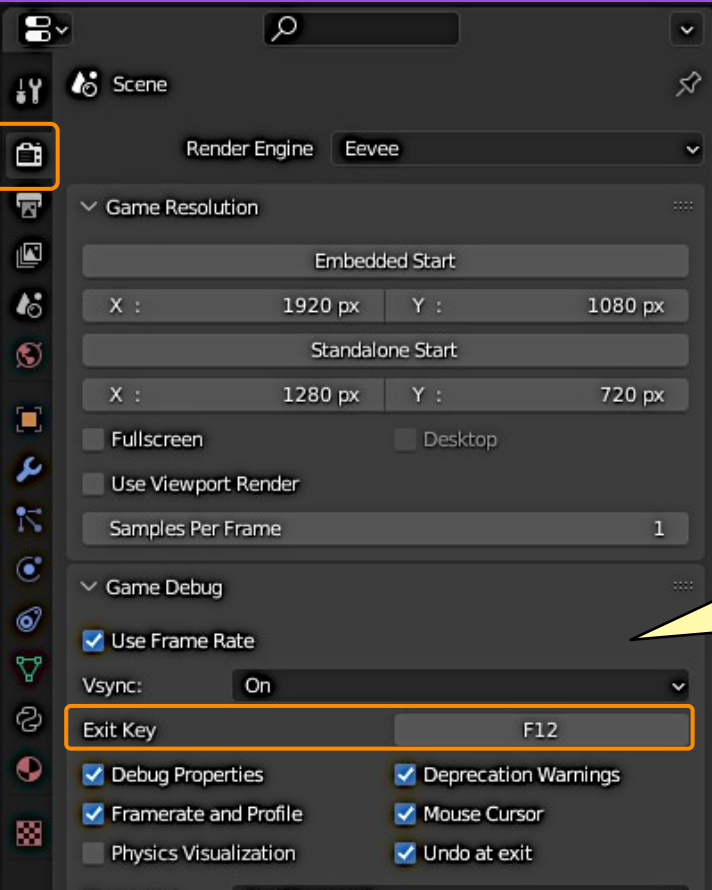 Scene
Render Engine Eevee
Game Resolution
Embedded Start
X : 1920 px Y : 1080 px
Standalone Start
X : 1280 px Y : 720 px
Fullscreen Desktop
Use Viewport Render
Samples Per Frame 1
Game Debug
Use Frame Rate
Vsync: On
Exit Key F12
Debug Properties Deprecation Warnings
Framerate and Profile Mouse Cursor
Physics Visualization Undo at exit